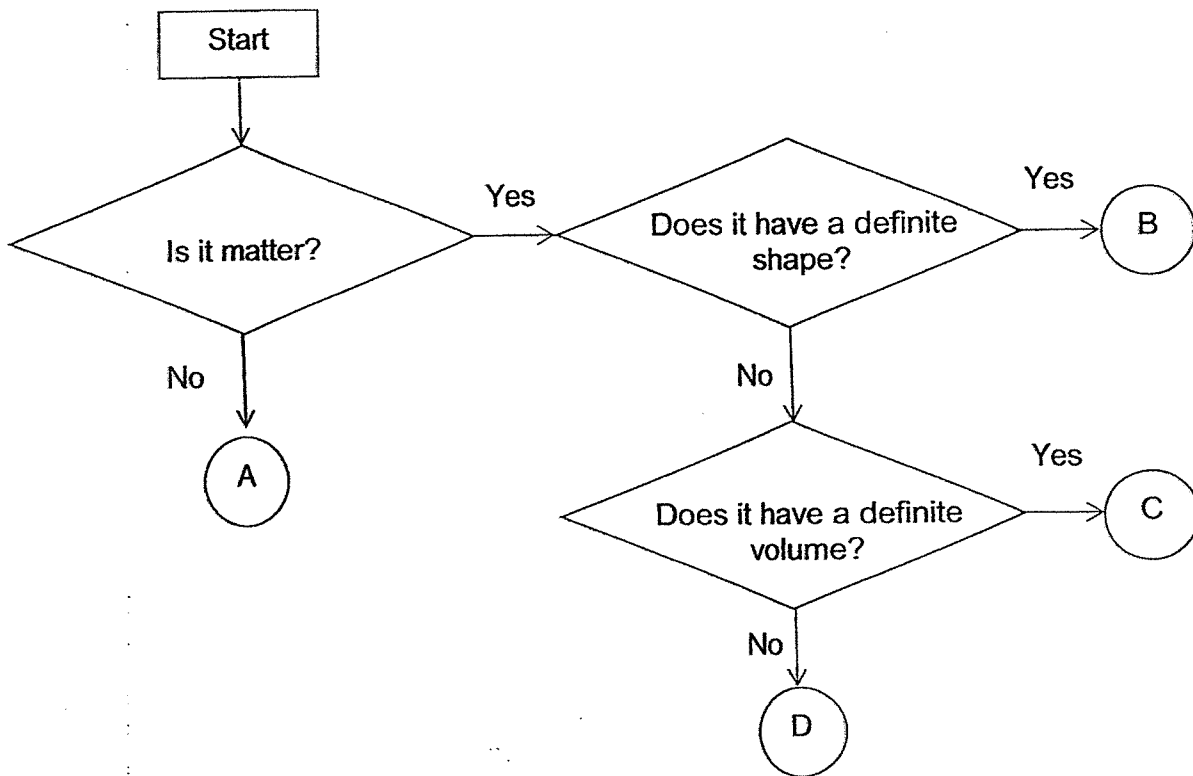 Start
Is it matter?
Yes
Does it have a definite
shape?
Yes
B
No
A
No
Does it have a definite
volume?
Yes
C
No
D